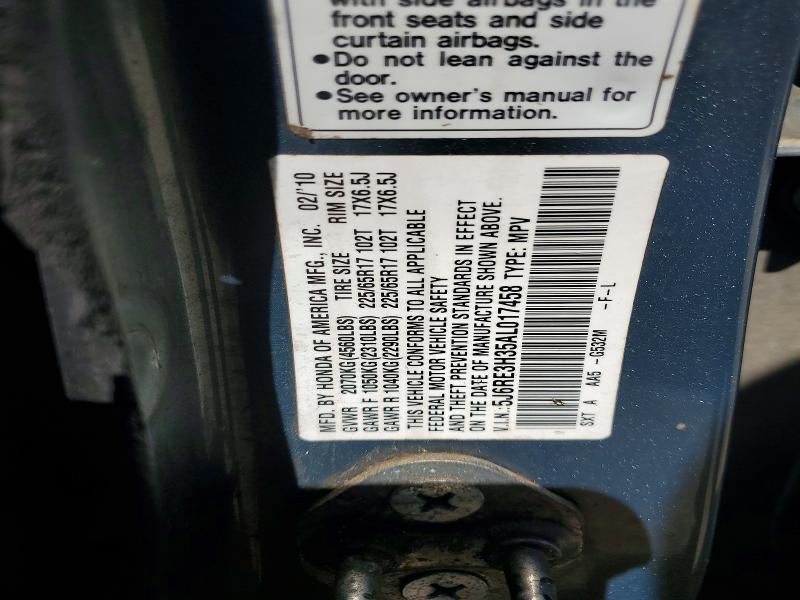 with side airbags in the
front seats and side
curtain airbags.
●Do not lean against the
door.
●See owner's manual for
more information.
MFD. BY HONDA OF AMERICA MFG., INC. 02/'10
GVWR 2070KG(4560LBS) TIRE SIZE RIM SIZE
GAWR F 1050KG(2310LBS) 225/65R17 102T 17X6.5J
GAWR R 1040KG(2290LBS) 225/65R17 102T 17X6.5J
THIS VEHICLE CONFORMS TO ALL APPLICABLE
FEDERAL MOTOR VEHICLE SAFETY
AND THEFT PREVENTION STANDARDS IN EFFECT
ON THE DATE OF MANUFACTURE SHOWN ABOVE.
V.I.N.: 5J6RE3H35AL017458 TYPE: MPV
SXT A AA5 -G532M -F-L